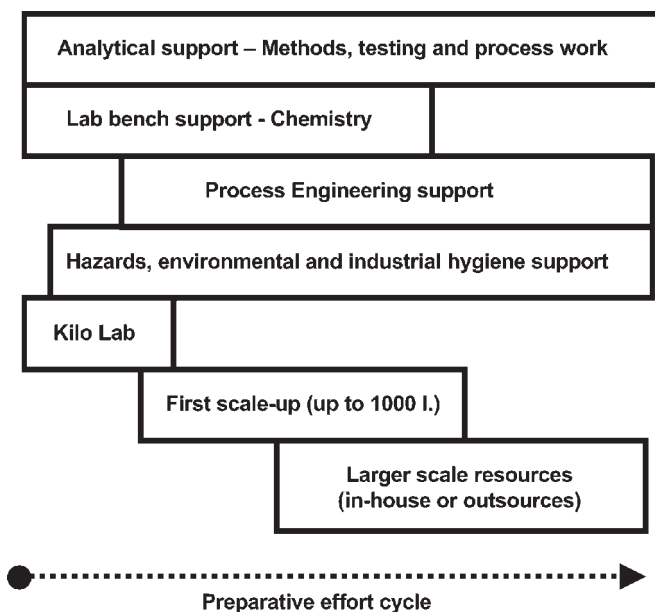 Analytical support – Methods, testing and process work
Lab bench support - Chemistry
Process Engineering support
Hazards, environmental and industrial hygiene support
Kilo Lab
First scale-up (up to 1000 l.)
Larger scale resources
(in-house or outsources)
Preparative effort cycle